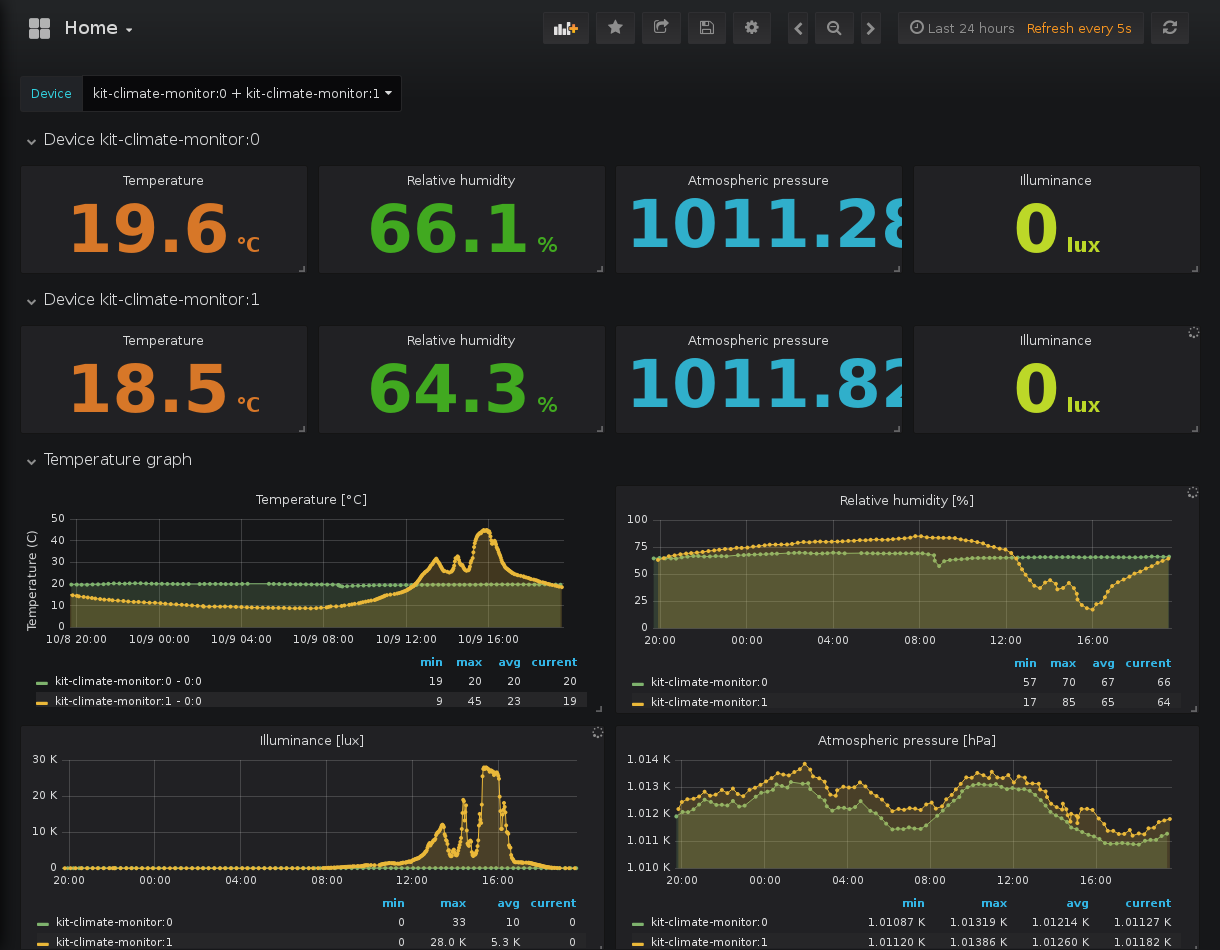 Home
Last 24 hours Refresh every 5s
Device kit-climate-monitor:0 + kit-climate-monitor:1
Device kit-climate-monitor:0
Temperature Relative humidity Atmospheric pressure Illuminance
19.6 °C 66.1 % 1011.28 0 lux
Device kit-climate-monitor:1
Temperature Relative humidity Atmospheric pressure Illuminance
18.5 °C 64.3 % 1011.82 0 lux
Temperature graph
Temperature [°C]
Temperature (C)
50
40
30
20
10
0
10/8 20:00 10/9 00:00 10/9 04:00 10/9 08:00 10/9 12:00 10/9 16:00
min max avg current
kit-climate-monitor:0 - 0:0 19 20 20 20
kit-climate-monitor:1 - 0:0 9 45 23 19
Relative humidity [%]
100
75
50
25
0
20:00 00:00 04:00 08:00 12:00 16:00
min max avg current
kit-climate-monitor:0 57 70 67 66
kit-climate-monitor:1 17 85 65 64
Illuminance [lux]
30 K
20 K
10 K
0
20:00 00:00 04:00 08:00 12:00 16:00
min max avg current
kit-climate-monitor:0 0 33 10 0
kit-climate-monitor:1 0 28.0 K 5.3 K 0
Atmospheric pressure [hPa]
1.014 K
1.013 K
1.012 K
1.011 K
1.010 K
20:00 00:00 04:00 08:00 12:00 16:00
min max avg current
kit-climate-monitor:0 1.01087 K 1.01319 K 1.01214 K 1.01127 K
kit-climate-monitor:1 1.01120 K 1.01386 K 1.01260 K 1.01182 K